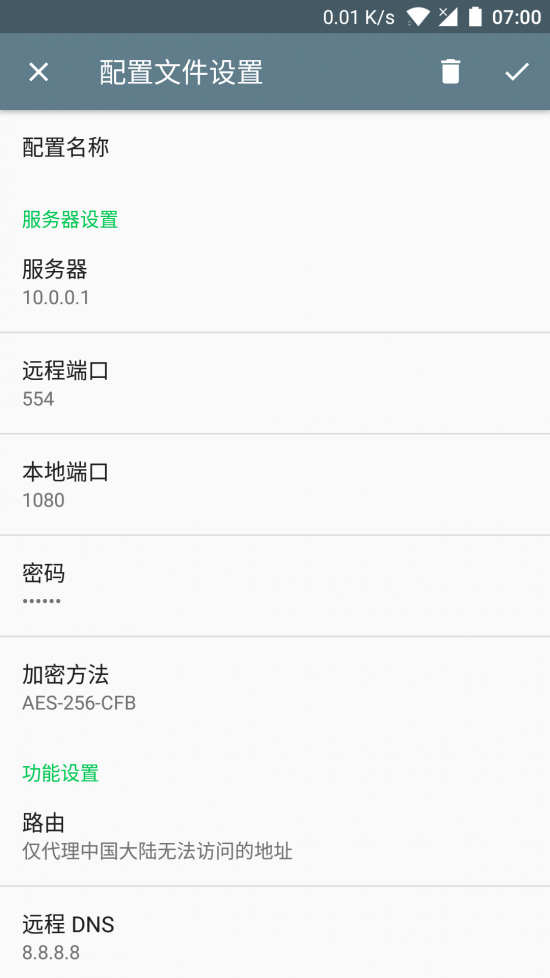 0.01 K/s 07:00
配置文件设置
配置名称
服务器设置
服务器
10.0.0.1
远程端口
554
本地端口
1080
密码
••••••
加密方法
AES-256-CFB
功能设置
路由
仅代理中国大陆无法访问的地址
远程 DNS
8.8.8.8